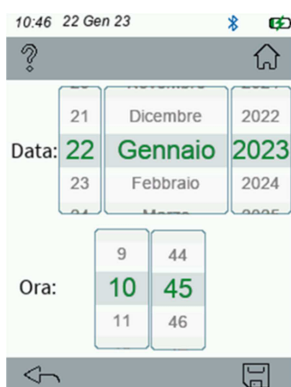 10:46 22 Gen 23
21 Dicembre 2022
Data: 22 Gennaio 2023
23 Febbraio 2024
9 44
Ora: 10 45
11 46